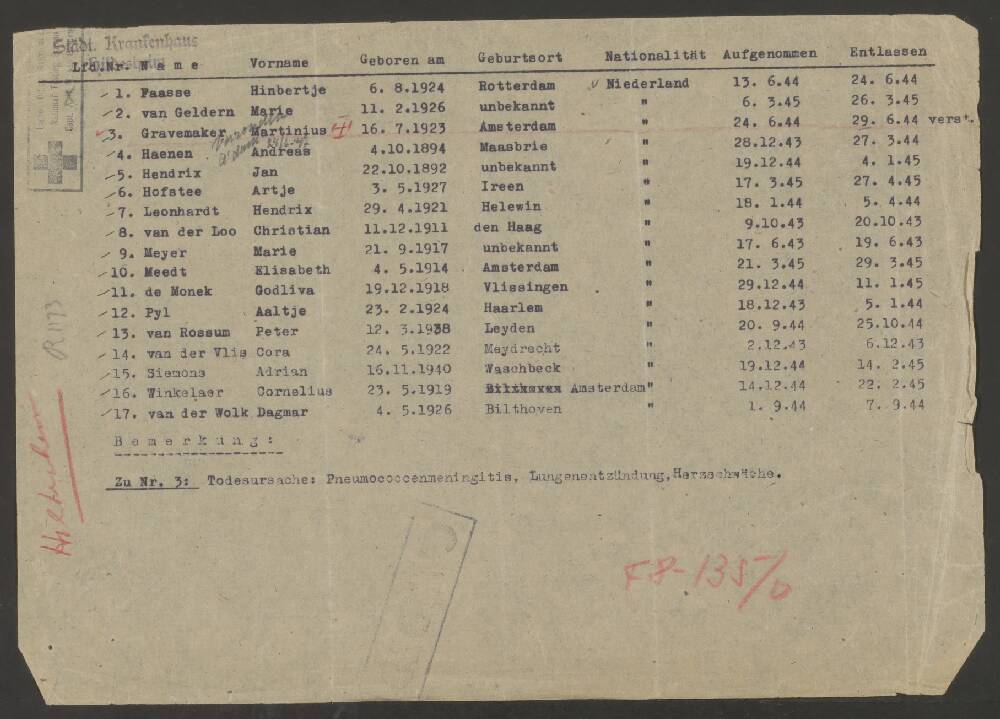 Städt. Krankenhaus
Lfd.Nr. N a m e Vorname Geboren am Geburtsort Nationalität Aufgenommen Entlassen
1. Faasse Hinbertje 6. 8.1924 Rotterdam Niederland 13. 6.44 24. 6.44
2. van Geldern Marie 11. 2.1926 unbekannt " 6. 3.45 26. 3.45
3. Gravemaker Martinius 16. 7.1923 Amsterdam " 24. 6.44 29. 6.44 verst.
4. Haenen Andreas 4.10.1894 Maasbrie " 28.12.43 27. 3.44
5. Hendrix Jan 22.10.1892 unbekannt " 19.12.44 4. 1.45
6. Hofstee Artje 3. 5.1927 Ireen " 17. 3.45 27. 4.45
7. Leonhardt Hendrix 29. 4.1921 Helewin " 18. 1.44 5. 4.44
8. van der Loo Christian 11.12.1911 den Haag " 9.10.43 20.10.43
9. Meyer Marie 21. 9.1917 unbekannt " 17. 6.43 19. 6.43
10. Meedt Elisabeth 4. 5.1914 Amsterdam " 21. 3.45 29. 3.45
11. de Monek Godliva 19.12.1918 Vlissingen " 29.12.44 11. 1.45
12. Pyl Aaltje 23. 2.1924 Haarlem " 18.12.43 5. 1.44
13. van Rossum Peter 12. 3.1938 Leyden " 20. 9.44 25.10.44
14. van der Vlis Cora 24. 5.1922 Meydrecht " 2.12.43 6.12.43
15. Siemons Adrian 16.11.1940 Waschbeck " 19.12.44 14. 2.45
16. Winkelaer Cornelius 23. 5.1919 Amsterdam " 14.12.44 22. 2.45
17. van der Wolk Dagmar 4. 5.1926 Bilthoven " 1. 9.44 7. 9.44
B e m e r k u n g :
Zu Nr. 3: Todesursache: Pneumococcenmeningitis, Lungenentzündung, Herzschwäche.
R1173
Hildesheim
F8-135/0